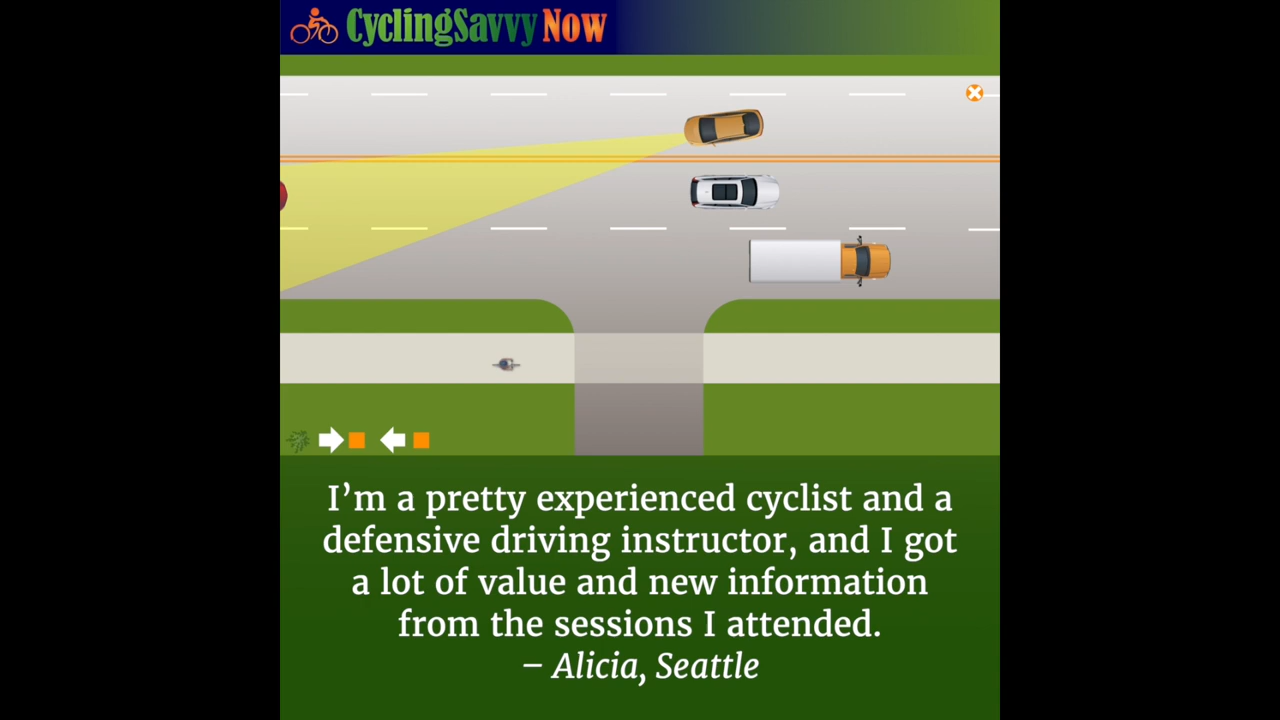 CyclingSavvy Now
I’m a pretty experienced cyclist and a
defensive driving instructor, and I got
a lot of value and new information
from the sessions I attended.
– Alicia, Seattle